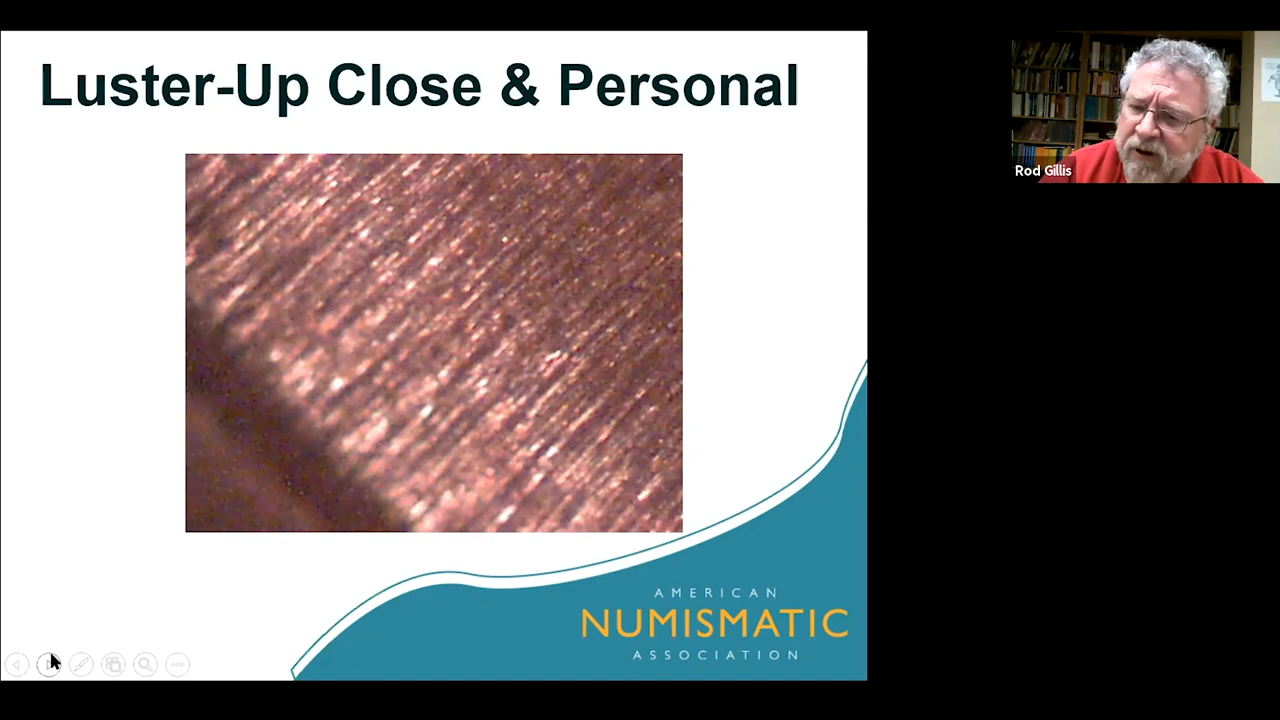 Luster-Up Close & Personal
Rod Gillis
AMERICAN
NUMISMATIC
ASSOCIATION